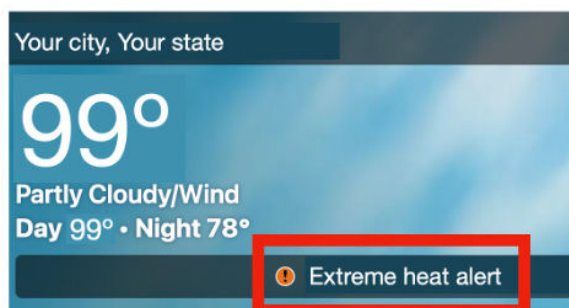 Your city, Your state
99°
Partly Cloudy/Wind
Day 99° • Night 78°
Extreme heat alert